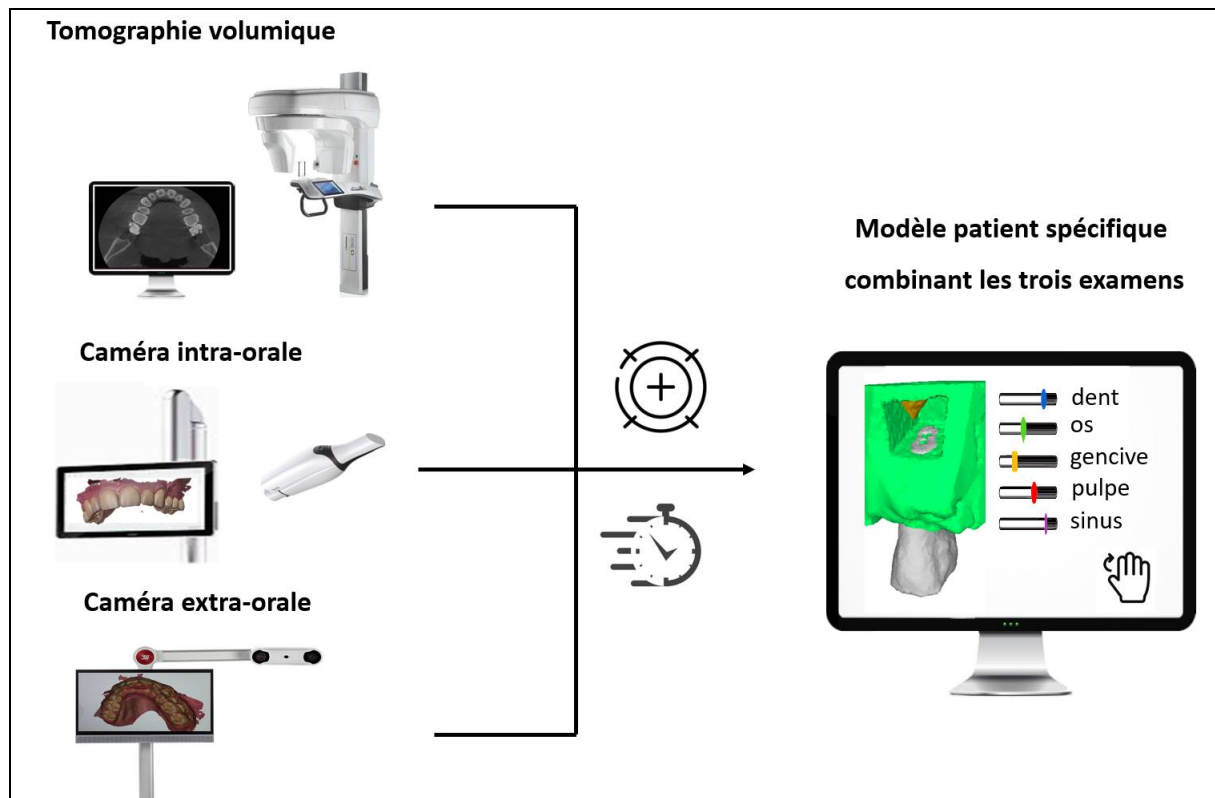 Tomographie volumique
Caméra intra-orale
Caméra extra-orale
Modèle patient spécifique
combinant les trois examens
dent
os
gencive
pulpe
sinus